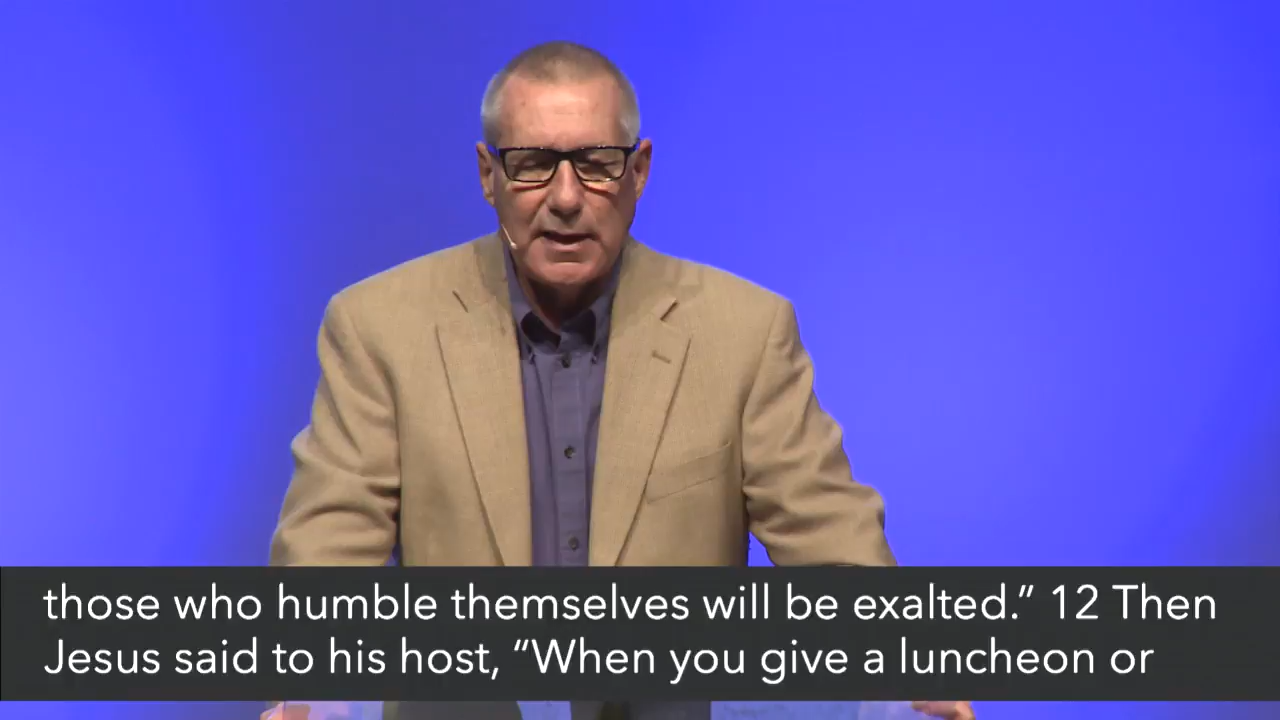 those who humble themselves will be exalted.” 12 Then
Jesus said to his host, “When you give a luncheon or